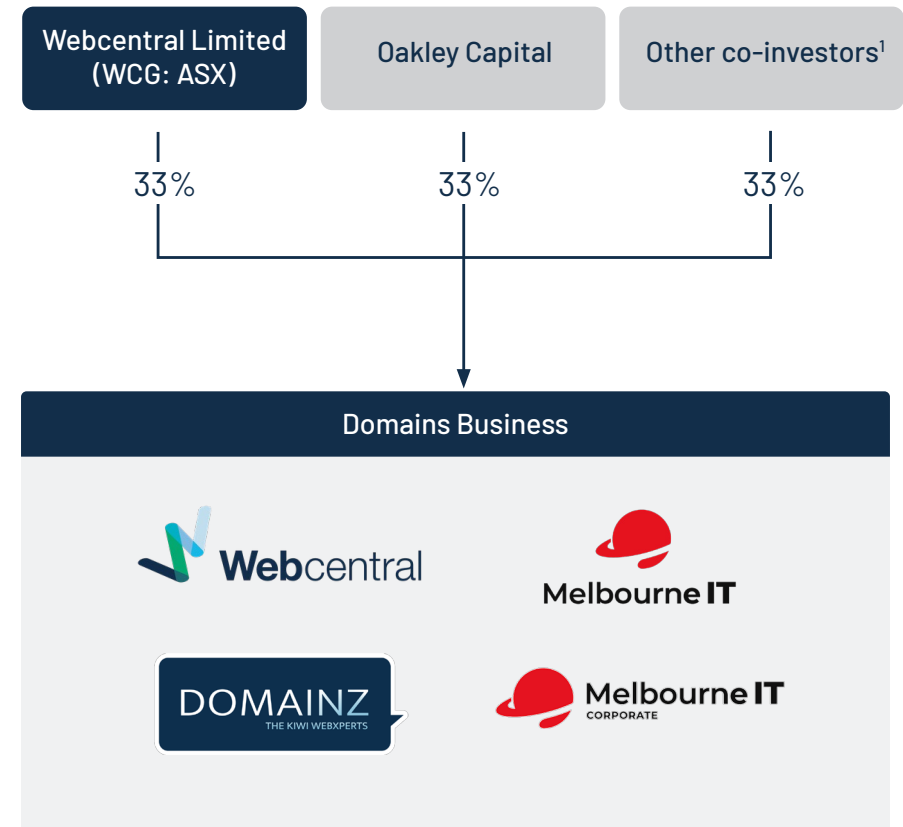 Webcentral Limited
(WCG: ASX)
Oakley Capital
Other co-investors¹
33%
33%
33%
Domains Business
Webcentral
Melbourne IT
DOMAINZ
THE KIWI WEBXPERTS
Melbourne IT
CORPORATE